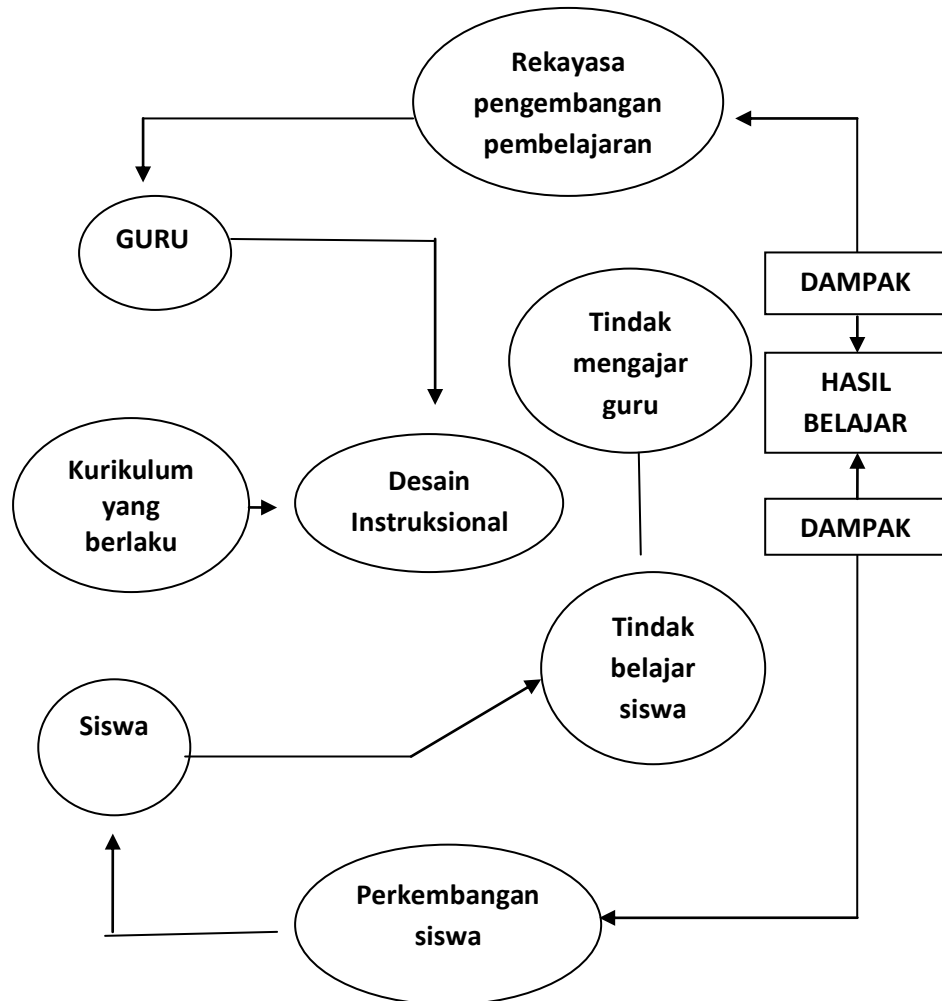 Rekayasa
pengembangan
pembelajaran
GURU
DAMPAK
Tindak
mengajar
guru
HASIL
BELAJAR
Kurikulum
yang
berlaku
Desain
Instruksional
DAMPAK
Tindak
belajar
siswa
Siswa
Perkembangan
siswa